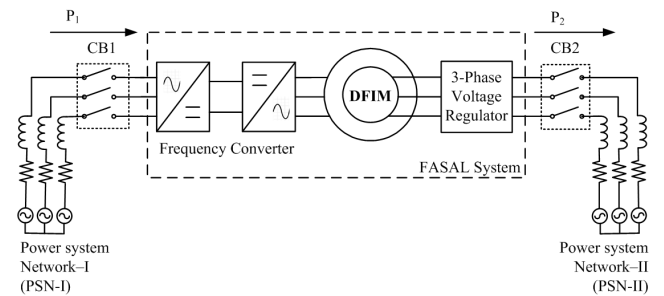 P1
P2
CB1
CB2
DFIM
3-Phase
Voltage
Regulator
Frequency Converter
FASAL System
Power system
Network–I
(PSN-I)
Power system
Network–II
(PSN-II)